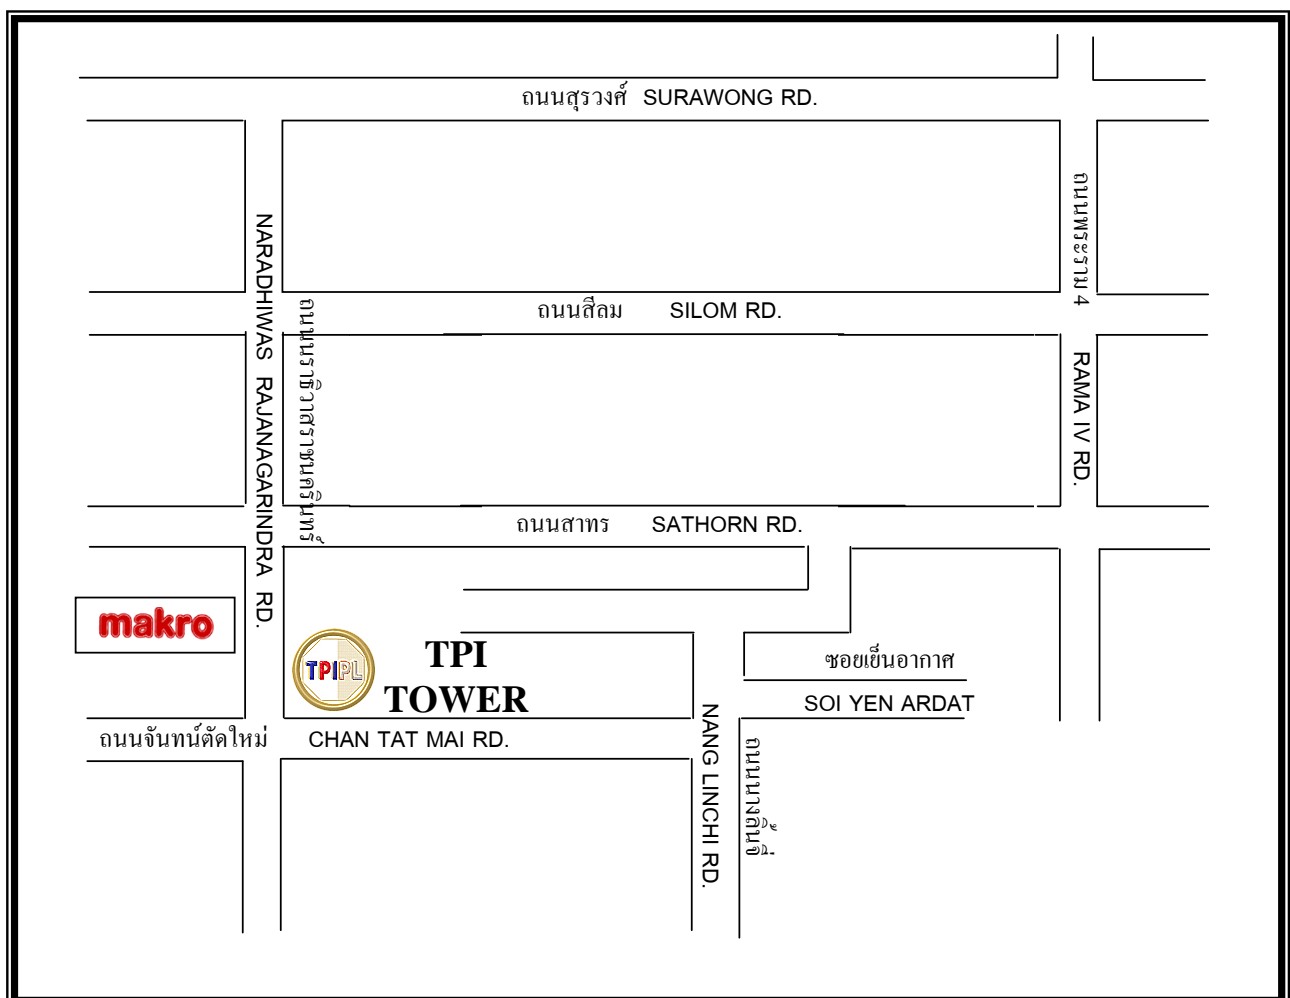 ถนนสุรวงศ์ SURAWONG RD.
ถนนพระราม 4
RAMA IV RD.
NARADHIWAS RAJANAGARINDRA RD.
ถนนนราธิวาสราชนครินทร์
ถนนสีลม SILOM RD.
ถนนสาทร SATHORN RD.
makro
TPIPL
TPI
TOWER
ซอยเย็นอากาศ
SOI YEN ARDAT
ถนนจันทน์ตัดใหม่ CHAN TAT MAI RD.
NANG LINCHI RD.
ถนนนางลิ้นจี่